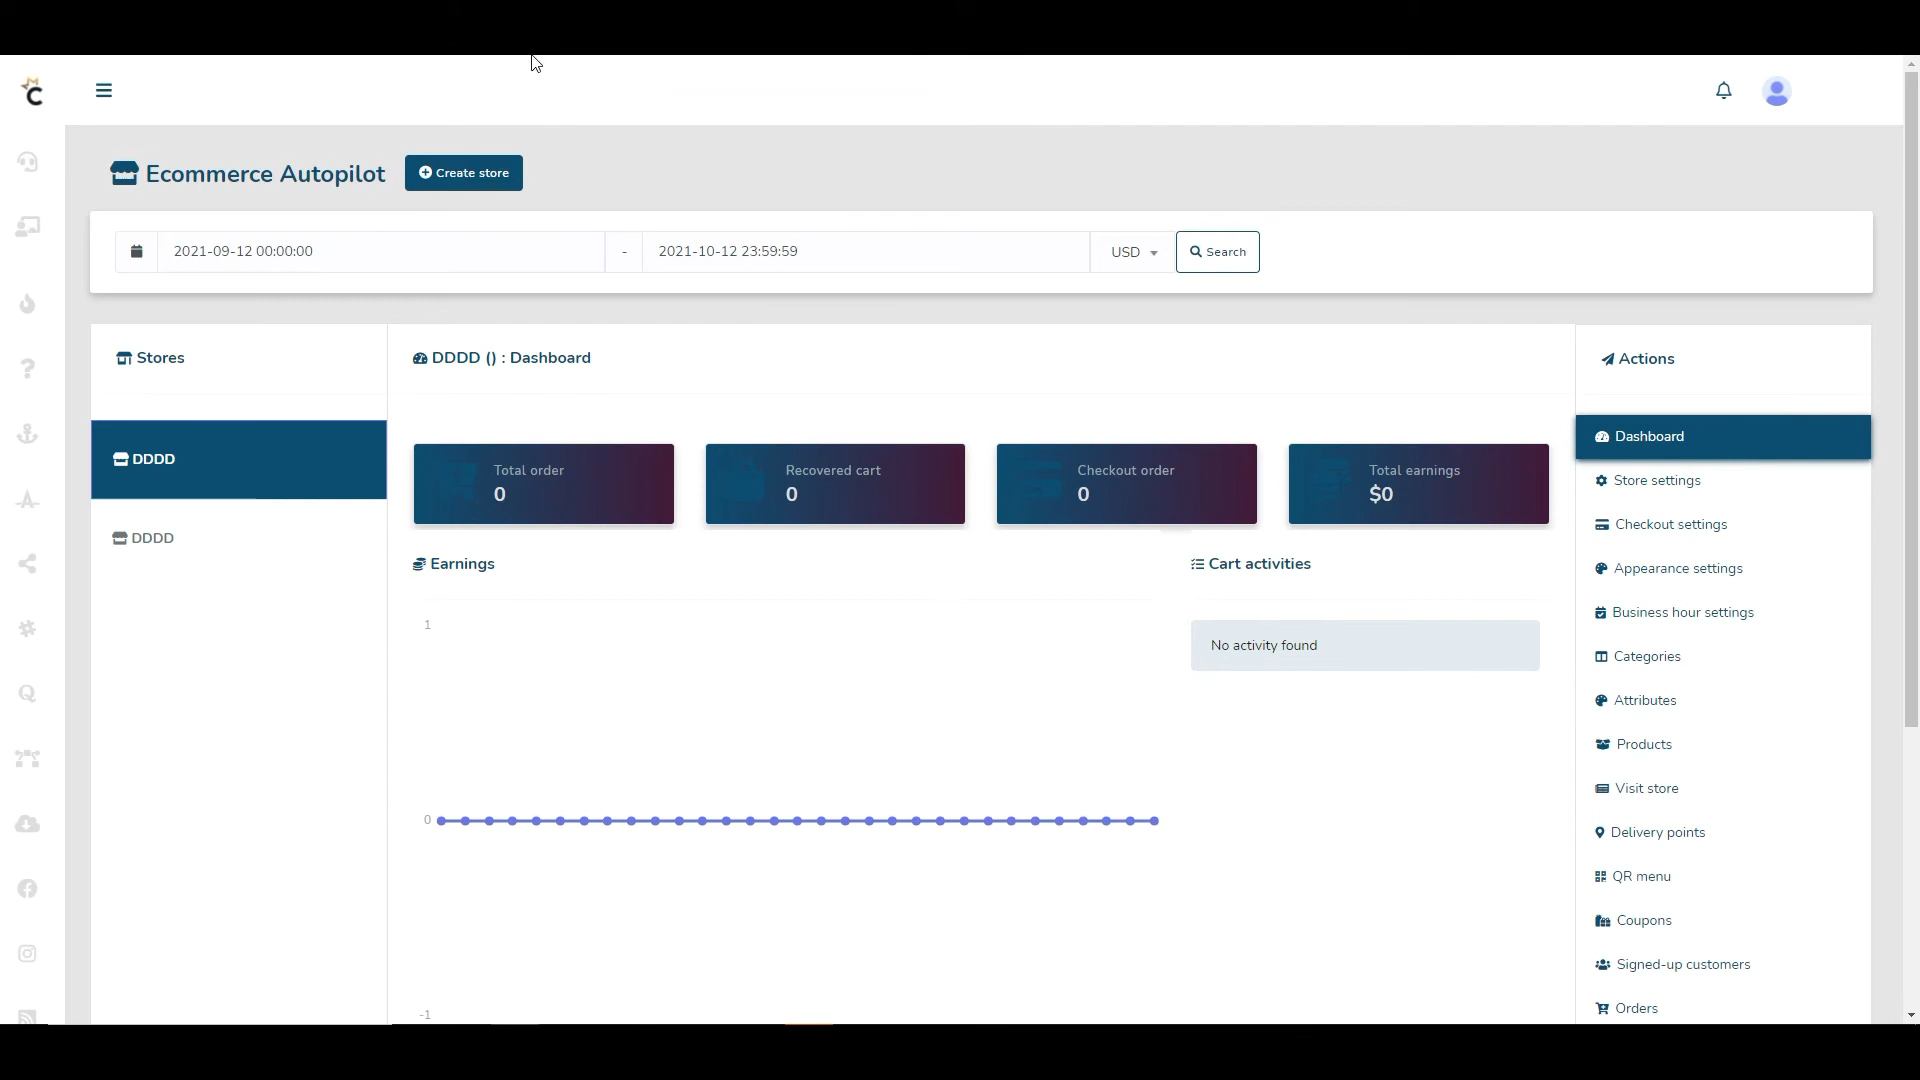 Ecommerce Autopilot
Create store
2021-09-12 00:00:00 - 2021-10-12 23:59:59 USD Search
Stores
DDDD
DDDD
DDDD () : Dashboard
Total order
0
Recovered cart
0
Checkout order
0
Total earnings
$0
Earnings
1
0
-1
Cart activities
No activity found
Actions
Dashboard
Store settings
Checkout settings
Appearance settings
Business hour settings
Categories
Attributes
Products
Visit store
Delivery points
QR menu
Coupons
Signed-up customers
Orders